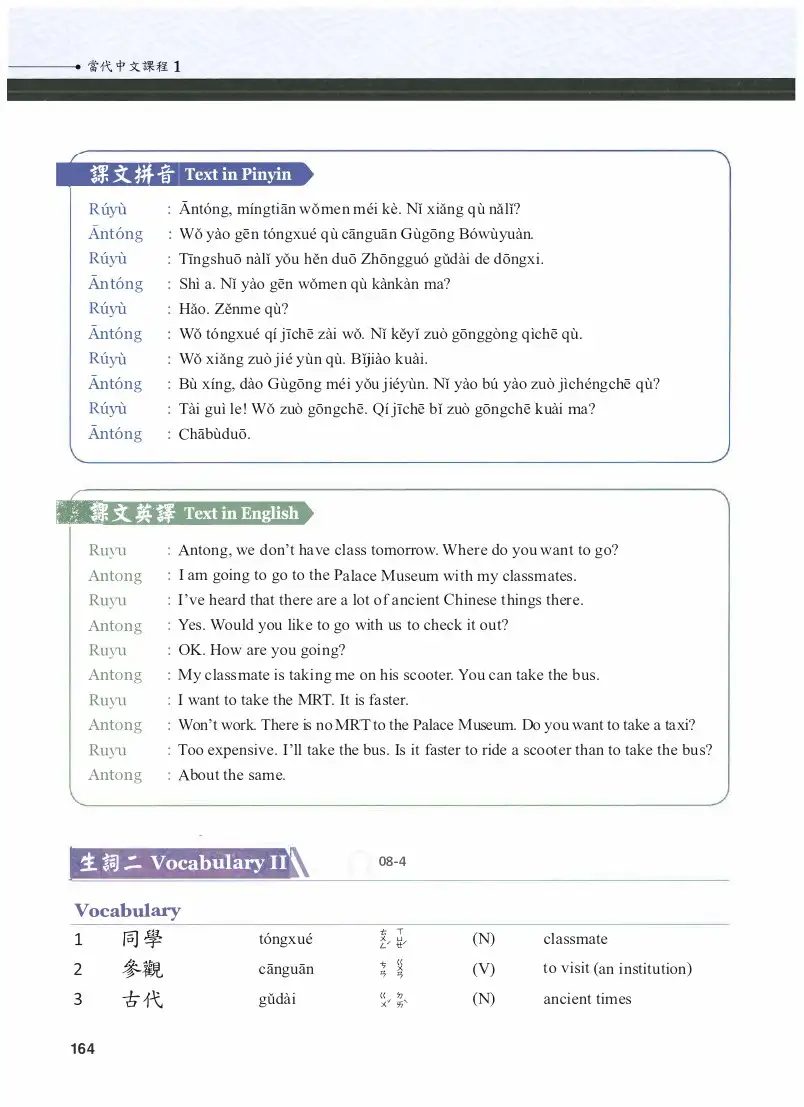 當代中文課程 1
課文拼音 Text in Pinyin
Rúyù : Āntóng, míngtiān wǒmen méi kè. Nǐ xiǎng qù nǎlǐ?
Āntóng : Wǒ yào gēn tóngxué qù cānguān Gùgōng Bówùyuàn.
Rúyù : Tīngshuō nàlǐ yǒu hěn duō Zhōngguó gǔdài de dōngxi.
Āntóng : Shì a. Nǐ yào gēn wǒmen qù kànkàn ma?
Rúyù : Hǎo. Zěnme qù?
Āntóng : Wǒ tóngxué qí jīchē zài wǒ. Nǐ kěyǐ zuò gōnggòng qìchē qù.
Rúyù : Wǒ xiǎng zuò jié yùn qù. Bǐjiào kuài.
Āntóng : Bù xíng, dào Gùgōng méi yǒu jiéyùn. Nǐ yào bú yào zuò jìchéngchē qù?
Rúyù : Tài guì le! Wǒ zuò gōngchē. Qí jīchē bǐ zuò gōngchē kuài ma?
Āntóng : Chābùduō.
課文英譯 Text in English
Ruyu : Antong, we don't have class tomorrow. Where do you want to go?
Antong : I am going to go to the Palace Museum with my classmates.
Ruyu : I've heard that there are a lot of ancient Chinese things there.
Antong : Yes. Would you like to go with us to check it out?
Ruyu : OK. How are you going?
Antong : My classmate is taking me on his scooter. You can take the bus.
Ruyu : I want to take the MRT. It is faster.
Antong : Won't work. There is no MRT to the Palace Museum. Do you want to take a taxi?
Ruyu : Too expensive. I'll take the bus. Is it faster to ride a scooter than to take the bus?
Antong : About the same.
生詞二 Vocabulary II 08-4
Vocabulary
1 同學 tóngxué ㄊㄨㄥˊ ㄒㄩㄝˊ (N) classmate
2 參觀 cānguān ㄘㄢ ㄍㄨㄢ (V) to visit (an institution)
3 古代 gǔdài ㄍㄨˇ ㄉㄞˋ (N) ancient times
164